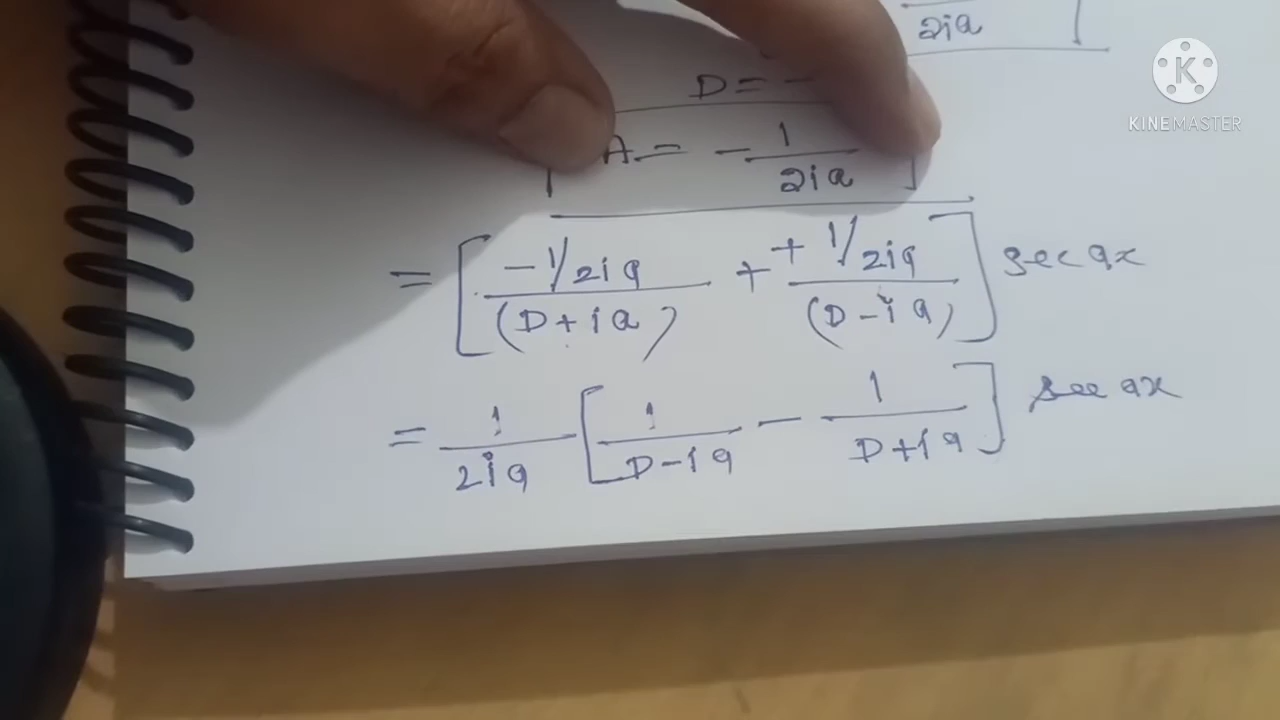 2ia
D = -
A = - 1/2ia
= [ -1/2ia / (D+ia) + +1/2ia / (D-ia) ] sec ax
= 1/2ia [ 1/D-ia - 1/D+ia ] sec ax
KINEMASTER